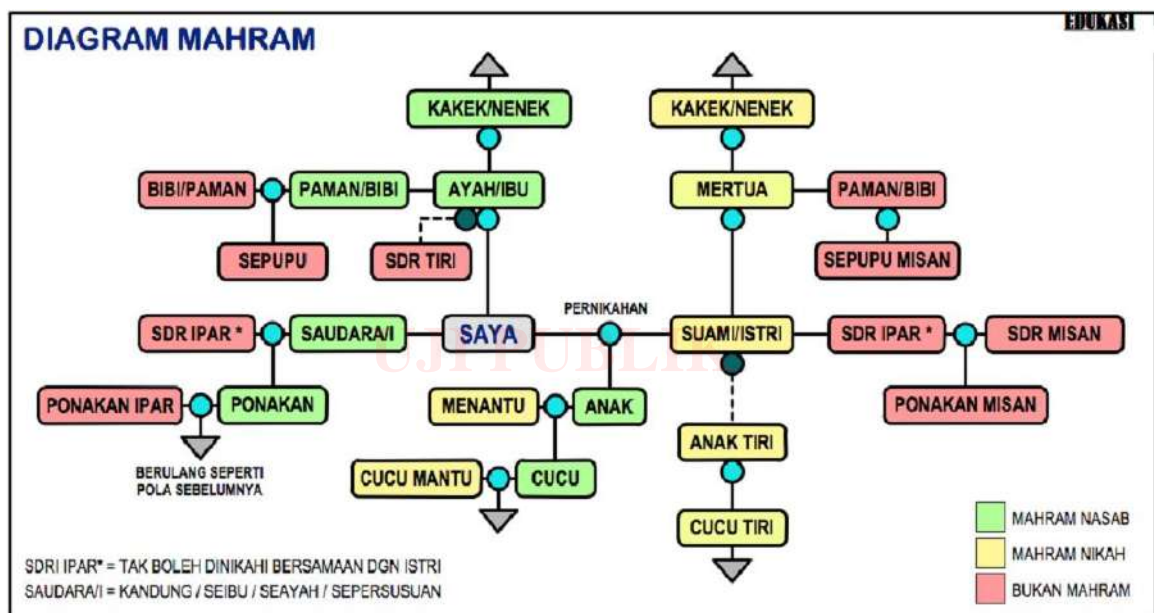 EDUKASI
DIAGRAM MAHRAM
KAKEK/NENEK
KAKEK/NENEK
BIBI/PAMAN
PAMAN/BIBI
AYAH/IBU
MERTUA
PAMAN/BIBI
SEPUPU
SDR TIRI
SEPUPU MISAN
PERNIKAHAN
SDR IPAR *
SAUDARA/I
SAYA
SUAMI/ISTRI
SDR IPAR *
SDR MISAN
UJI PUBLIK
PONAKAN IPAR
PONAKAN
MENANTU
ANAK
PONAKAN MISAN
ANAK TIRI
BERULANG SEPERTI
POLA SEBELUMNYA
CUCU MANTU
CUCU
CUCU TIRI
MAHRAM NASAB
MAHRAM NIKAH
BUKAN MAHRAM
SDRI IPAR* = TAK BOLEH DINIKAHI BERSAMAAN DGN ISTRI
SAUDARA/I = KANDUNG / SEIBU / SEAYAH / SEPERSUSUAN